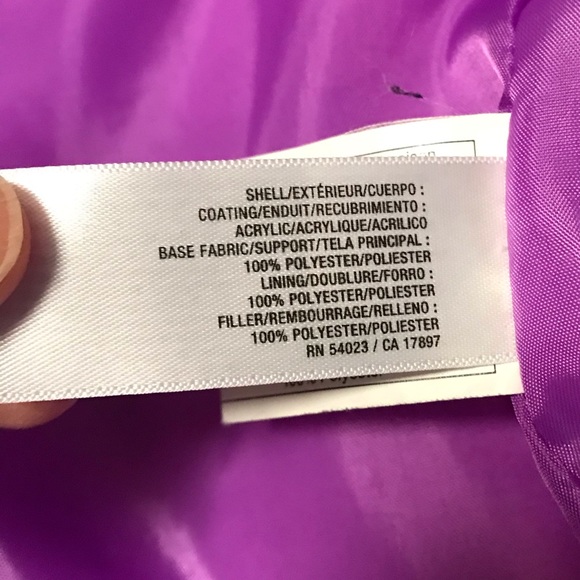 SHELL/EXTÉRIEUR/CUERPO :
COATING/ENDUIT/RECUBRIMIENTO :
ACRYLIC/ACRYLIQUE/ACRILICO
BASE FABRIC/SUPPORT/TELA PRINCIPAL :
100% POLYESTER/POLIESTER
LINING/DOUBLURE/FORRO :
100% POLYESTER/POLIESTER
FILLER/REMBOURRAGE/RELLENO :
100% POLYESTER/POLIESTER
RN 54023 / CA 17897